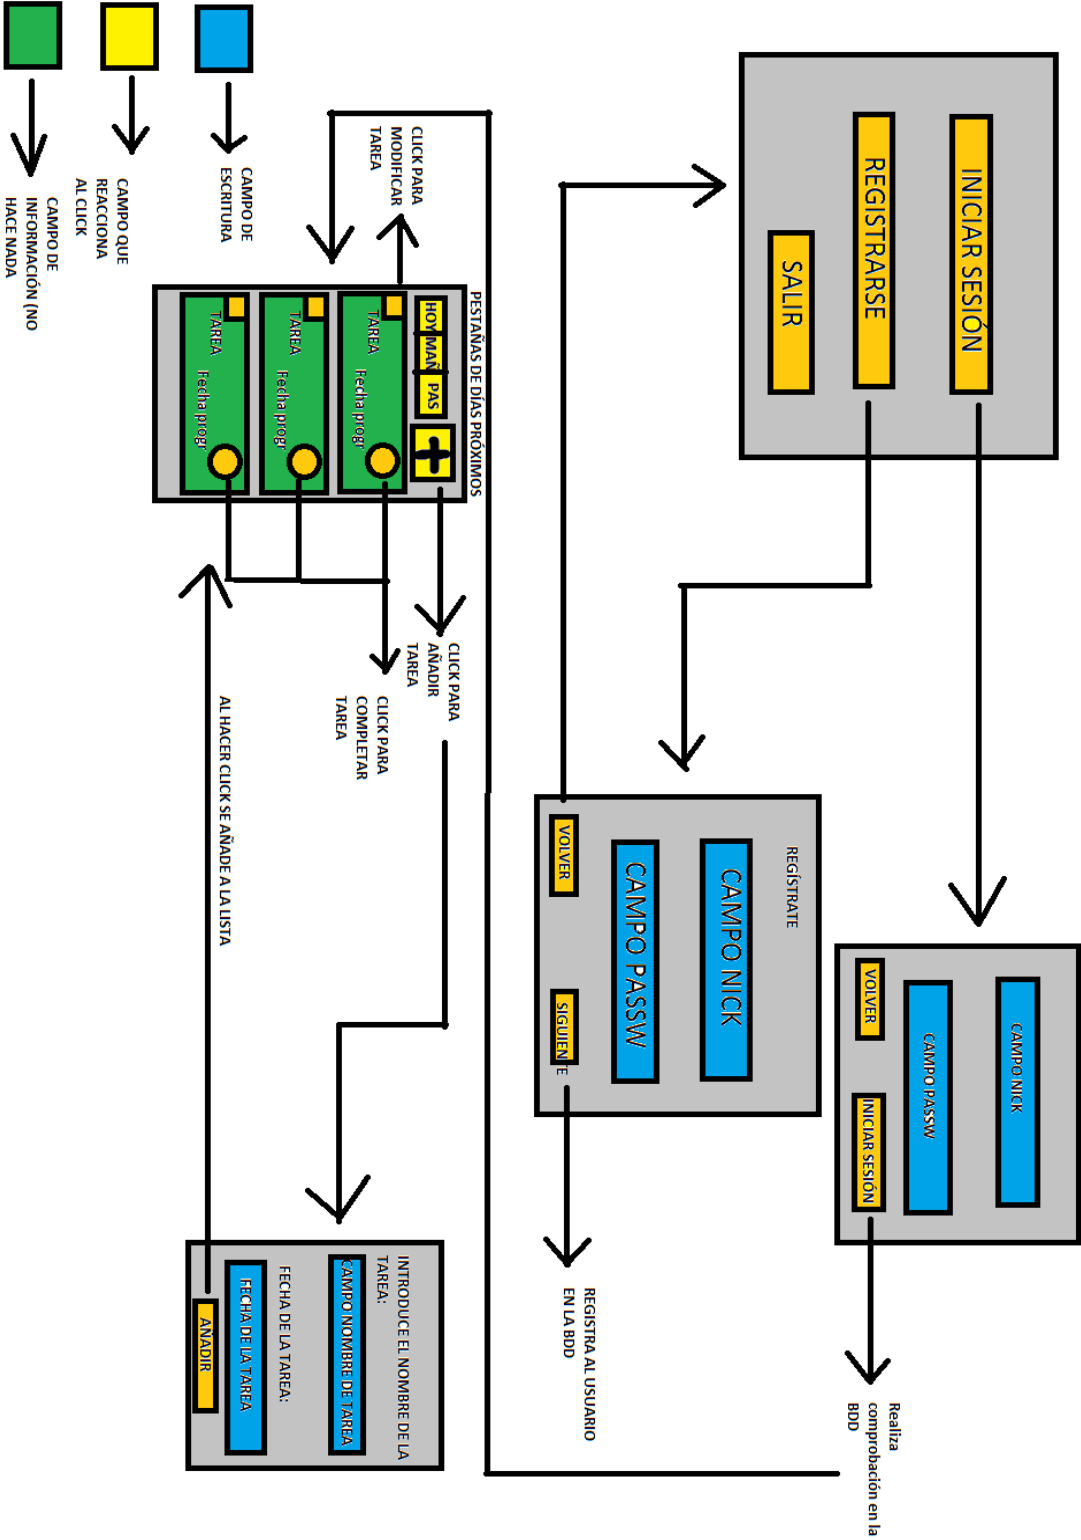 INICIAR SESIÓN
REGISTRARSE
SALIR
CAMPO NICK
CAMPO PASSW
VOLVER
INICIAR SESIÓN
Realiza
comprobación en la
BDD
REGÍSTRATE
CAMPO NICK
CAMPO PASSW
VOLVER
SIGUIENTE
REGISTRA AL USUARIO
EN LA BDD
PESTAÑAS DE DÍAS PRÓXIMOS
HOY
MAÑ
PAS
TAREA
Fecha progr
TAREA
Fecha progr
TAREA
Fecha progr
CLICK PARA
MODIFICAR
TAREA
CLICK PARA
AÑADIR
TAREA
CLICK PARA
COMPLETAR
TAREA
INTRODUCE EL NOMBRE DE LA
TAREA:
CAMPO NOMBRE DE TAREA
FECHA DE LA TAREA:
FECHA DE LA TAREA
AÑADIR
AL HACER CLICK SE AÑADE A LA LISTA
CAMPO DE
ESCRITURA
CAMPO QUE
REACCIONA
AL CLICK
CAMPO DE
INFORMACIÓN (NO
HACE NADA